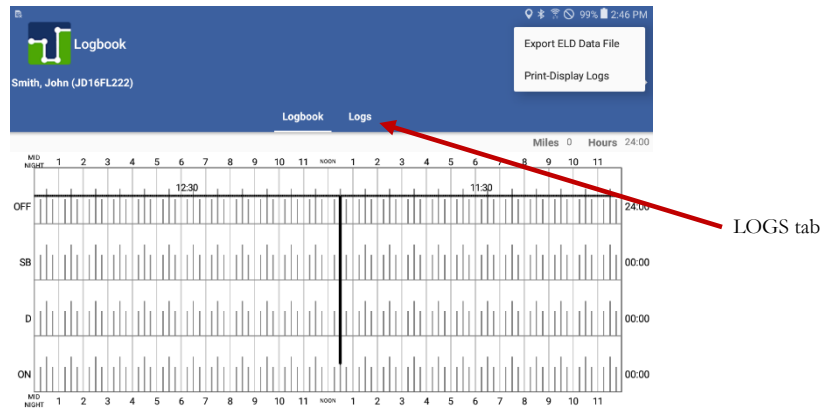 99% 2:46 PM
Logbook
Export ELD Data File
Smith, John (JD16FL222)
Print-Display Logs
Logbook Logs
Miles 0 Hours 24:00
MID NIGHT 1 2 3 4 5 6 7 8 9 10 11 NOON 1 2 3 4 5 6 7 8 9 10 11
12:30 11:30
OFF 24:00
LOGS tab
SB 00:00
D 00:00
ON 00:00
MID NIGHT 1 2 3 4 5 6 7 8 9 10 11 NOON 1 2 3 4 5 6 7 8 9 10 11